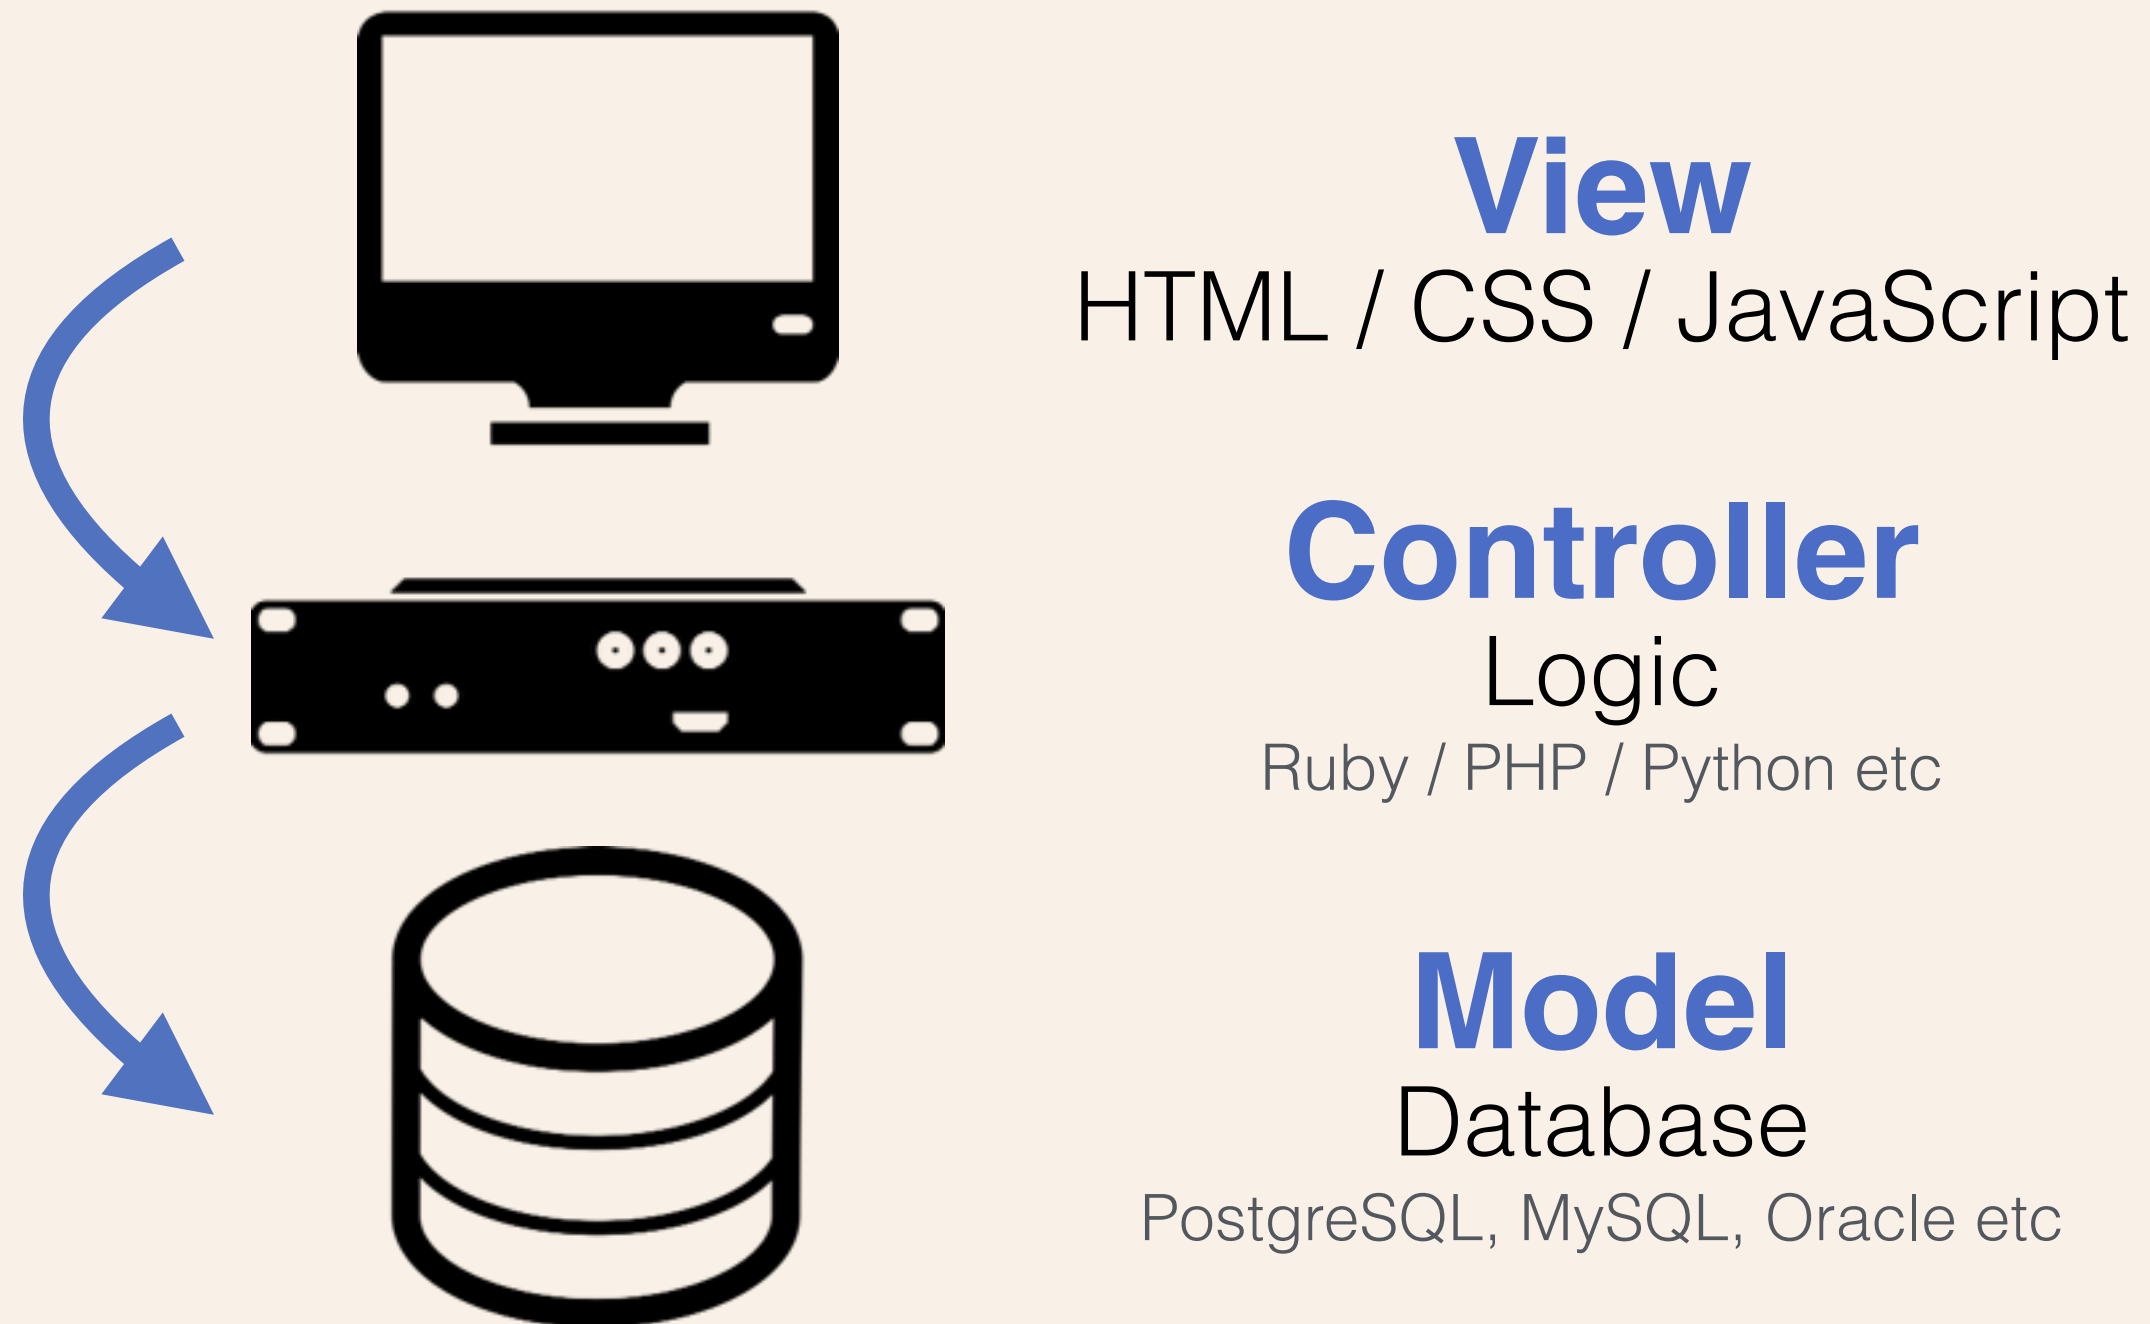 View
HTML / CSS / JavaScript
Controller
Logic
Ruby / PHP / Python etc
Model
Database
PostgreSQL, MySQL, Oracle etc